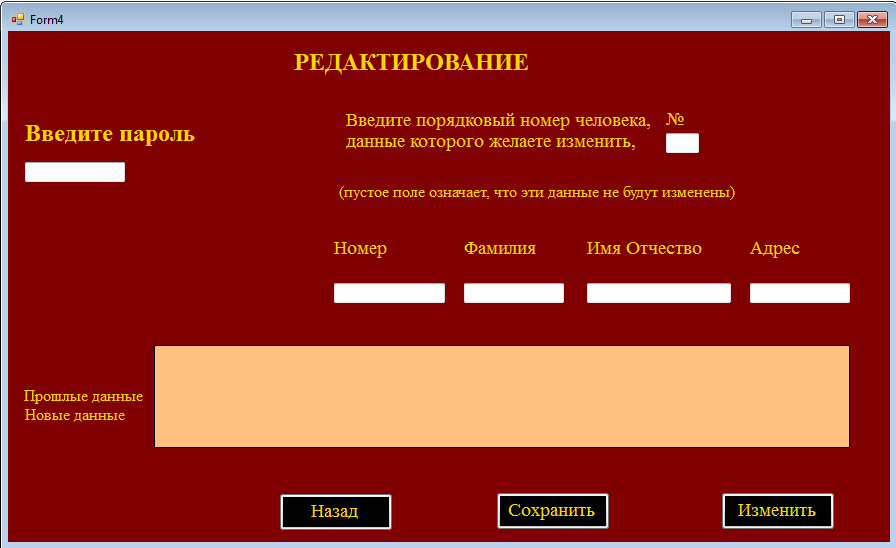 Form4
РЕДАКТИРОВАНИЕ
Введите пароль
Введите порядковый номер человека, №
данные которого желаете изменить,
(пустое поле означает, что эти данные не будут изменены)
Номер Фамилия Имя Отчество Адрес
Прошлые данные
Новые данные
Назад Сохранить Изменить